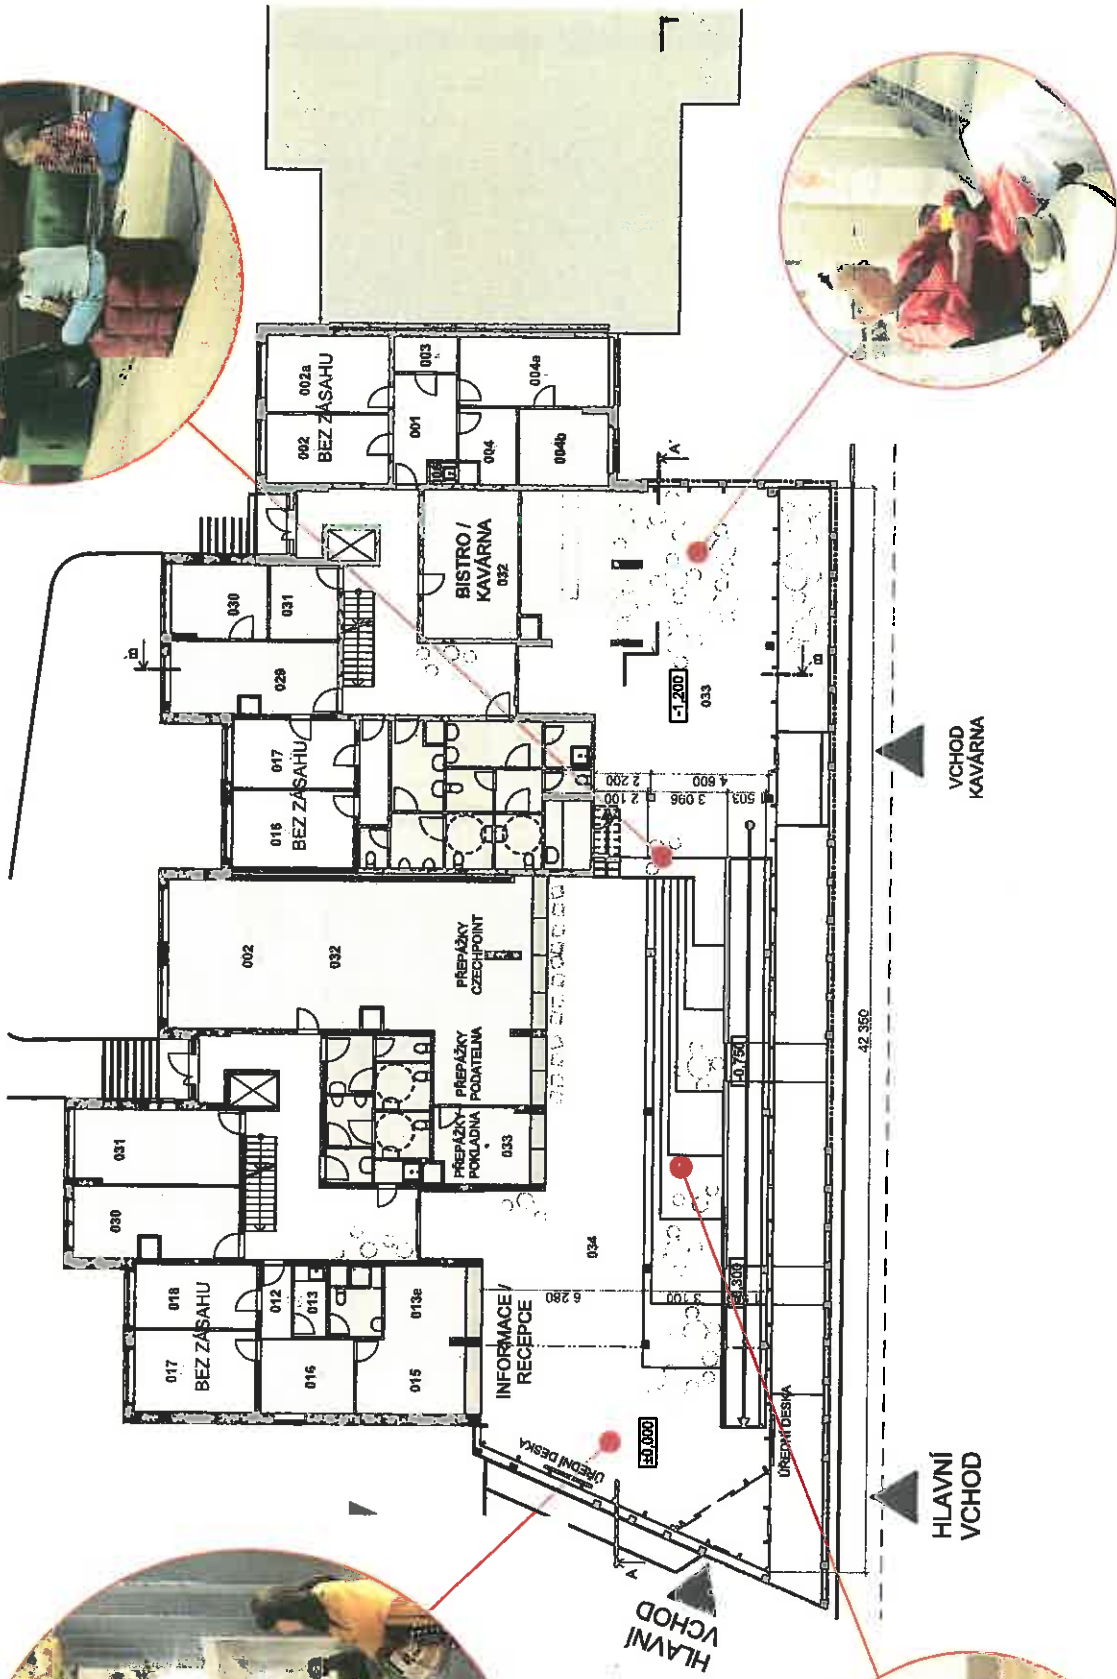 002a
002
BEZ ZÁSAHU
003
001
004a
004
004b
030
031
029
BISTRO /
KAVÁRNA
032
B
A
017
016
BEZ ZÁSAHU
-1,200
033
2 200
4 600
2 100
3 096
1 503
002
032
PŘEPÁŽKY
CZECHPOINT
PŘEPÁŽKY
PODATELNA
PŘEPÁŽKY
POKLADNA
033
031
030
-0,750
42 350
034
018
017
BEZ ZÁSAHU
012
013
013a
016
015
INFORMACE /
RECEPCE
6 280
3 100
±0,000
ÚŘEDNÍ DESKA
ÚŘEDNÍ DESKA
A
B
VCHOD
KAVÁRNA
HLAVNÍ
VCHOD
HLAVNÍ
VCHOD